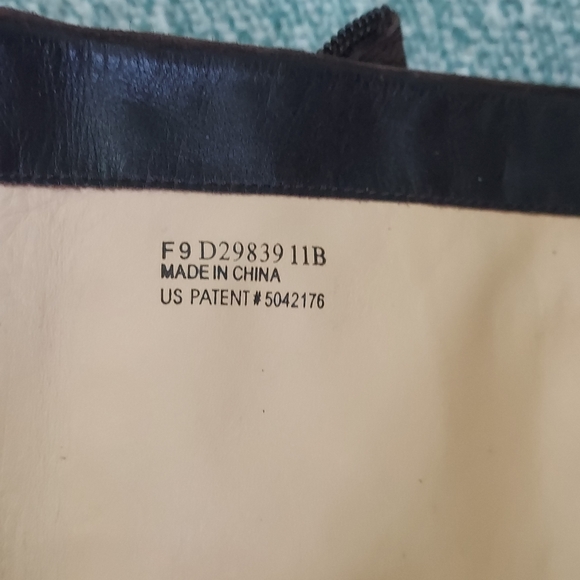 F9 D29839 11B
MADE IN CHINA
US PATENT # 5042176